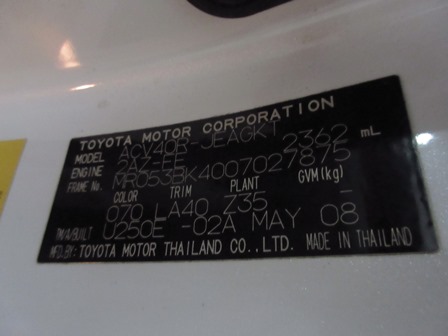 TOYOTA MOTOR CORPORATION
MODEL ACV40R-JEAGKT
ENGINE 2AZ-FE 2362 mL
FRAME No. MR053BK4007027875
COLOR TRIM PLANT GVM(kg)
070 LA40 Z35 -
TM/A/BUILT U250E -02A MAY 08
MFD.BY: TOYOTA MOTOR THAILAND CO.,LTD. MADE IN THAILAND